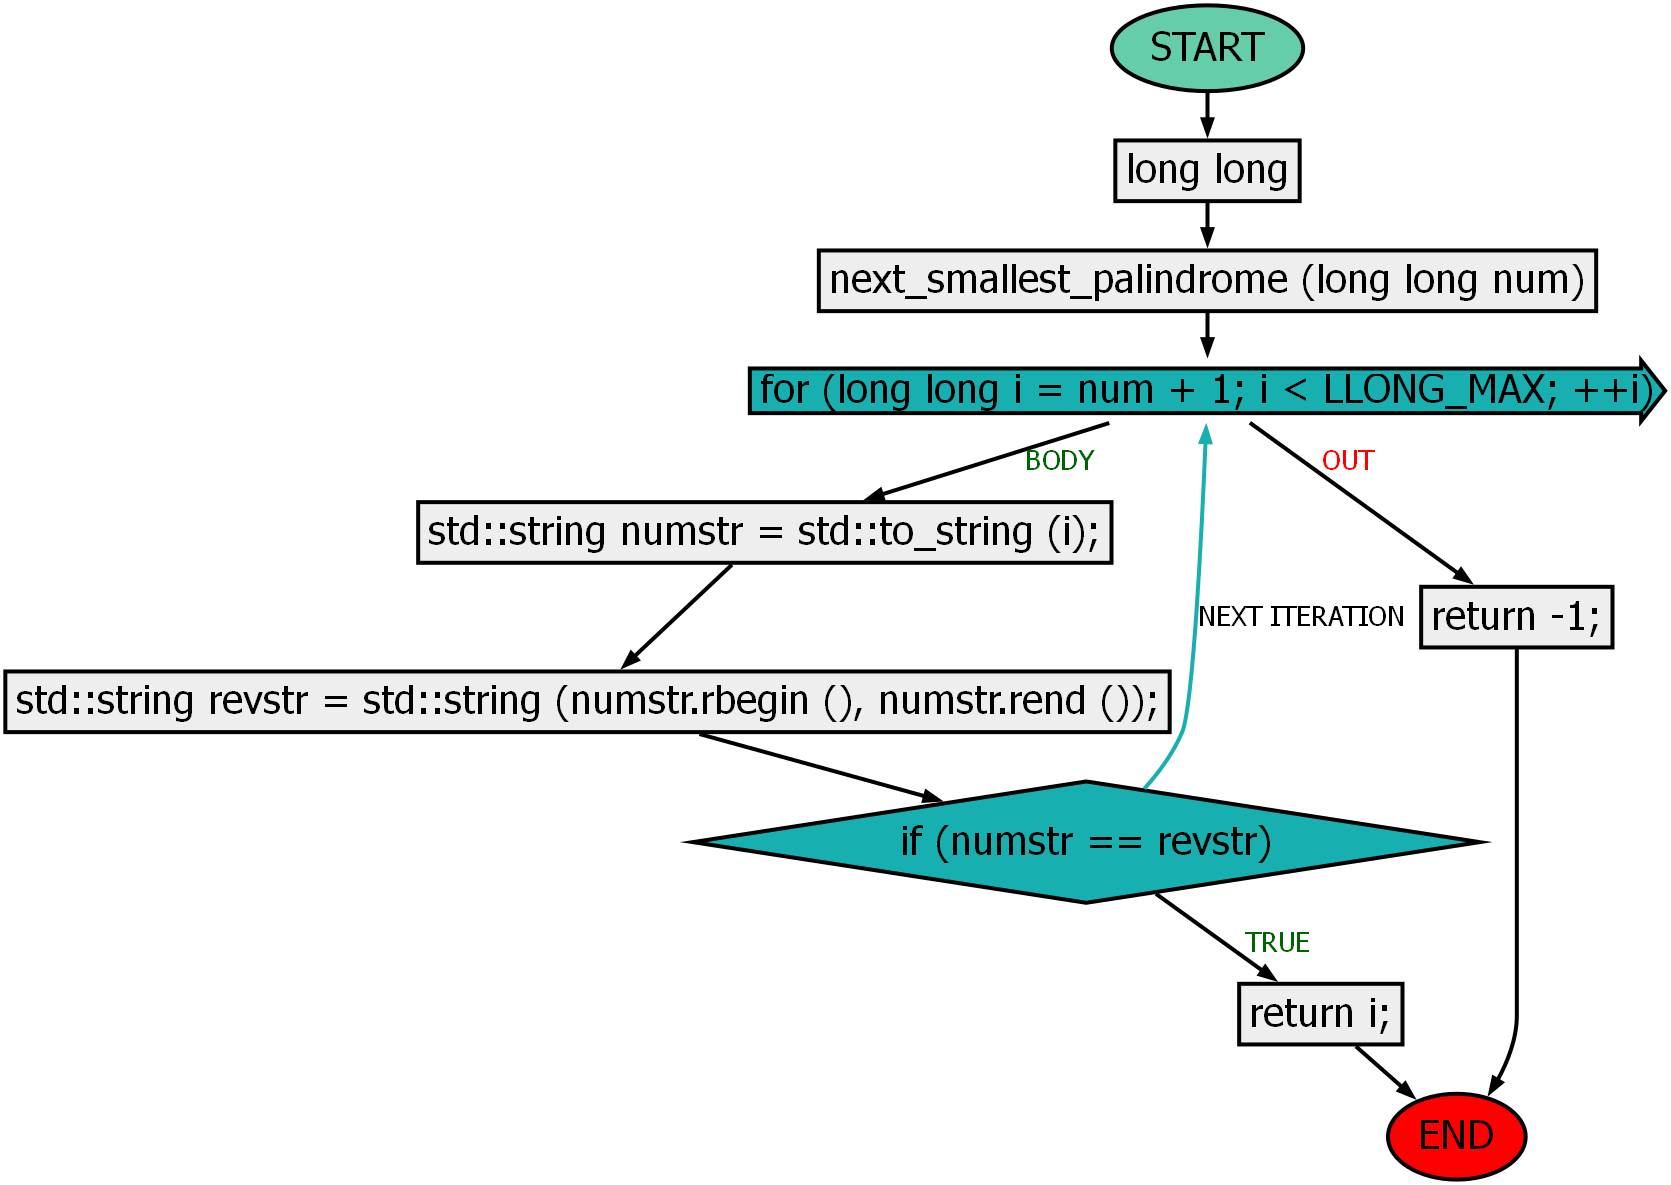 START
long long
next_smallest_palindrome (long long num)
for (long long i = num + 1; i < LLONG_MAX; ++i)
BODY
OUT
std::string numstr = std::to_string (i);
NEXT ITERATION
return -1;
std::string revstr = std::string (numstr.rbegin (), numstr.rend ());
if (numstr == revstr)
TRUE
return i;
END